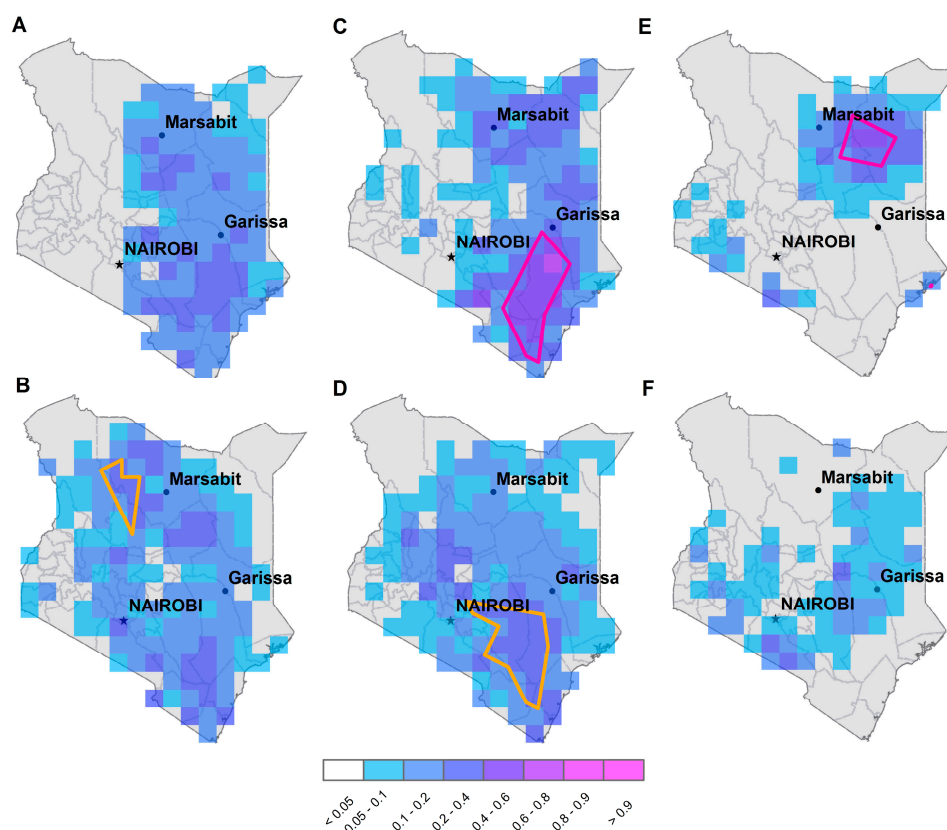 A
Marsabit
Garissa
NAIROBI
C
Marsabit
Garissa
NAIROBI
E
Marsabit
Garissa
NAIROBI
B
Marsabit
Garissa
NAIROBI
D
Marsabit
Garissa
NAIROBI
F
Marsabit
Garissa
NAIROBI
< 0.05
0.05 - 0.1
0.1 - 0.2
0.2 - 0.4
0.4 - 0.6
0.6 - 0.8
0.8 - 0.9
> 0.9